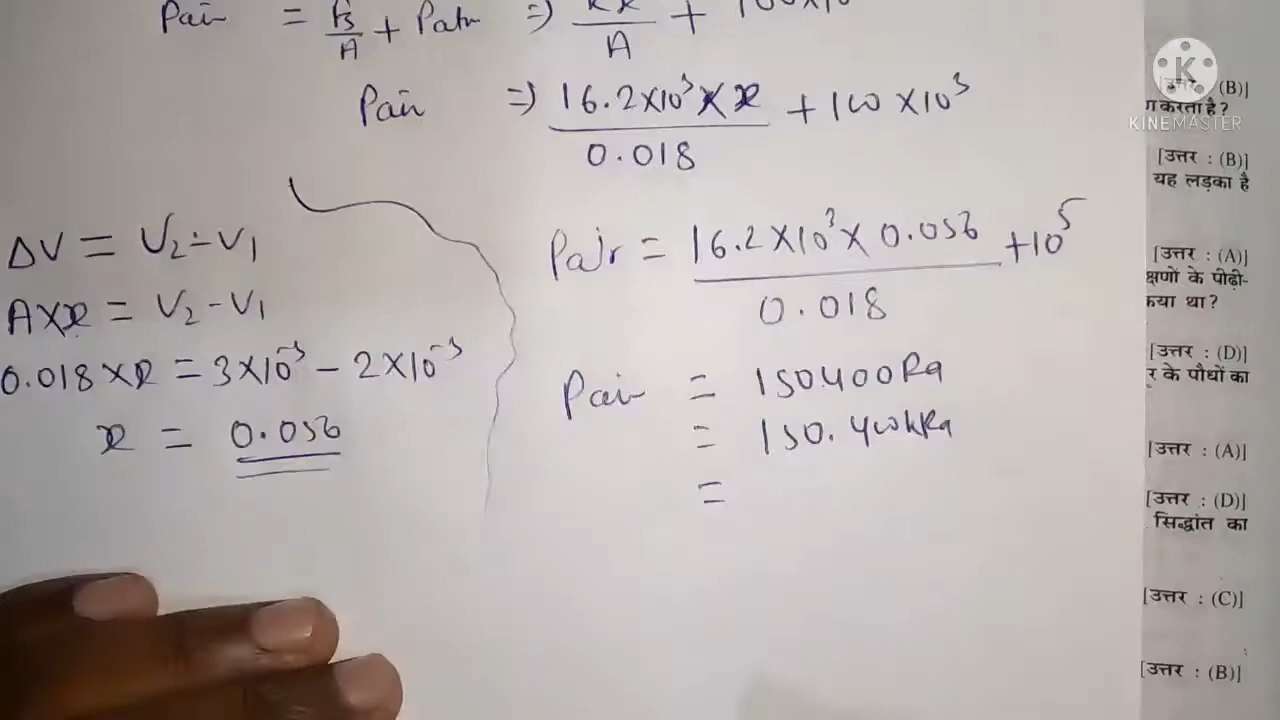 Pair = Fs/A + Patm ⇒ kx/A + 100×10
Pair ⇒ 16.2×10³×x / 0.018 + 100×10³
ΔV = V₂-V₁
A×x = V₂-V₁
0.018×x = 3×10⁻³ - 2×10⁻³
x = 0.056
Pair = 16.2×10³×0.056 / 0.018 + 10⁵
Pair = 150400Pa
= 150.400kPa
=
[उत्तर : (B)]
करता है?
[उत्तर : (B)]
यह लड़का है
[उत्तर : (A)]
क्षणों के पीढ़ी-
कया था?
[उत्तर : (D)]
र के पौधों का
[उत्तर : (A)]
[उत्तर : (D)]
सिद्धांत का
[उत्तर : (C)]
[उत्तर : (B)]
K
KINEMASTER